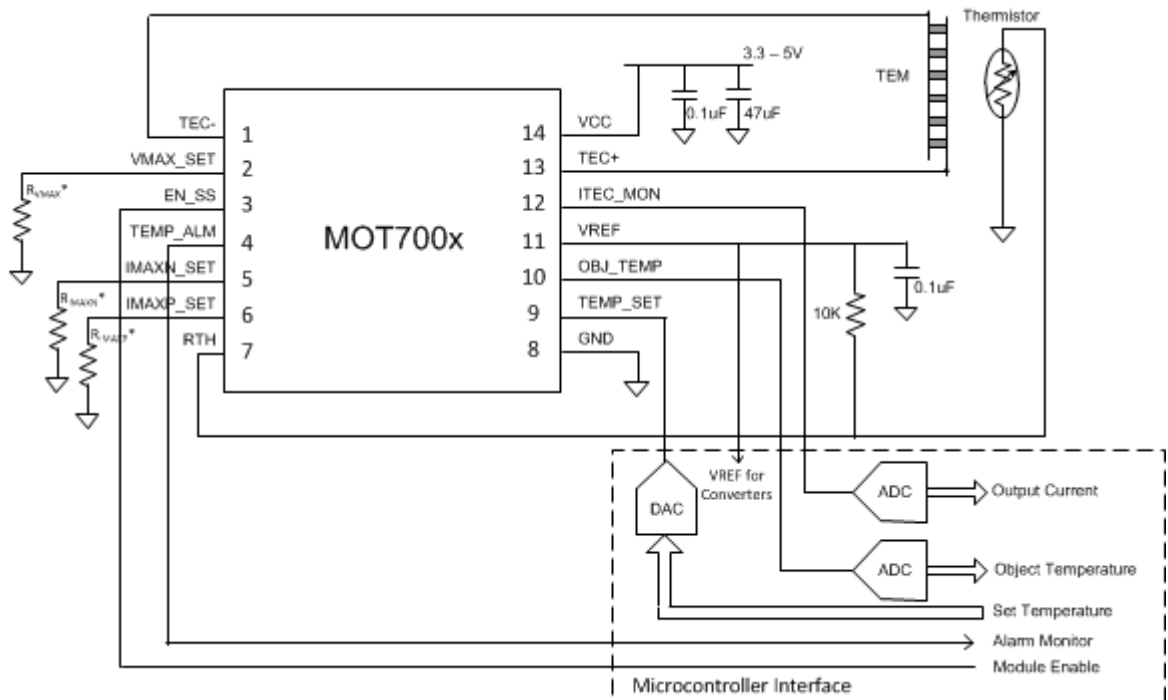 Thermistor
3.3 – 5V
TEM
0.1uF
47uF
TEC-
1
14
VCC
VMAX_SET
2
13
TEC+
RVMAX*
EN_SS
3
12
ITEC_MON
TEMP_ALM
4
MOT700x
11
VREF
IMAXN_SET
5
10
OBJ_TEMP
0.1uF
RIMAXN*
IMAXP_SET
6
9
TEMP_SET
10K
RIMAXP*
RTH
7
8
GND
VREF for
Converters
DAC
ADC
Output Current
ADC
Object Temperature
Set Temperature
Alarm Monitor
Module Enable
Microcontroller Interface